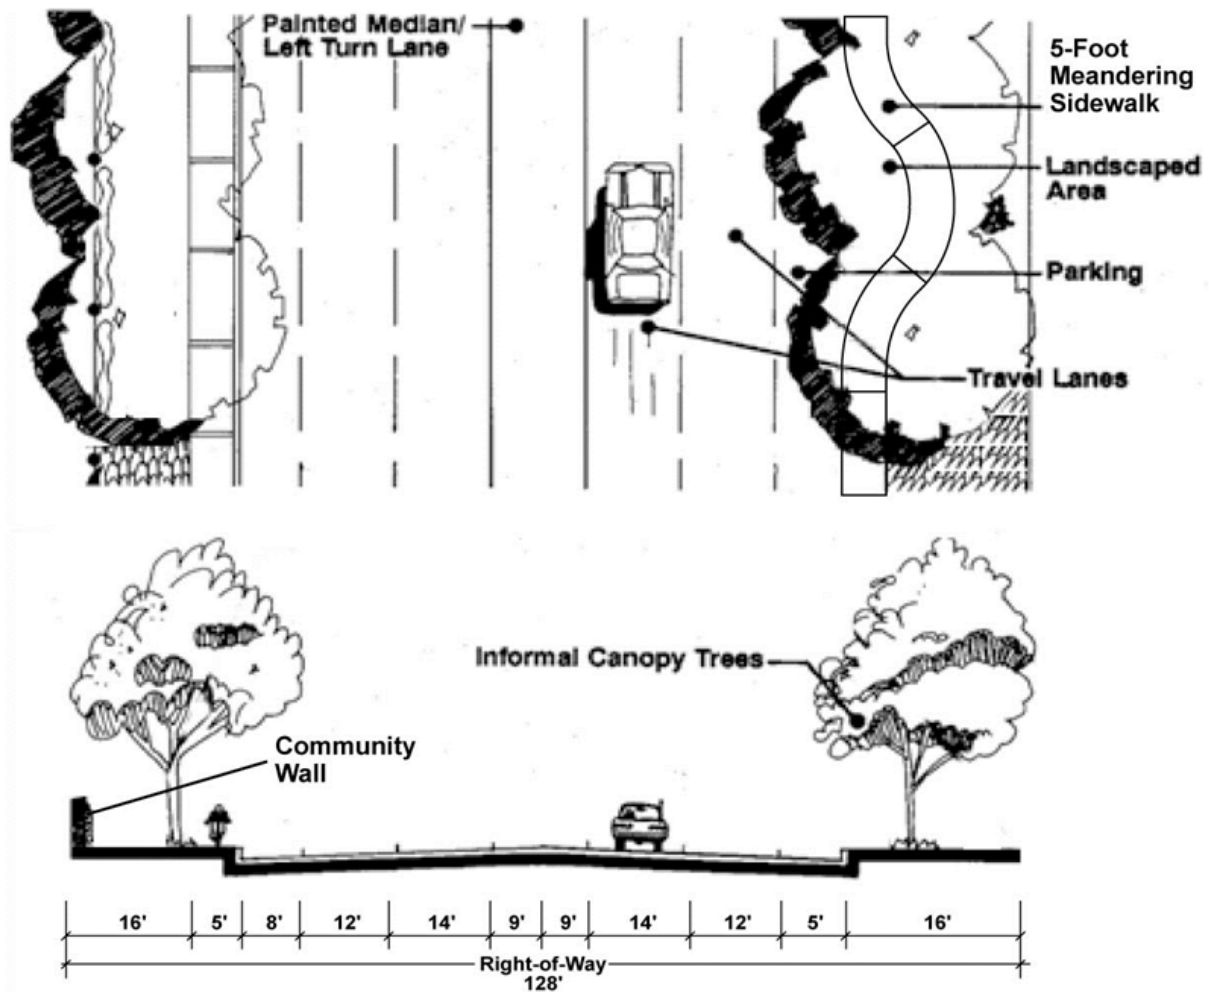 Painted Median/
Left Turn Lane
5-Foot
Meandering
Sidewalk
Landscaped
Area
Parking
Travel Lanes
Informal Canopy Trees
Community
Wall
16' 5' 8' 12' 14' 9' 9' 14' 12' 5' 16'
Right-of-Way
128'